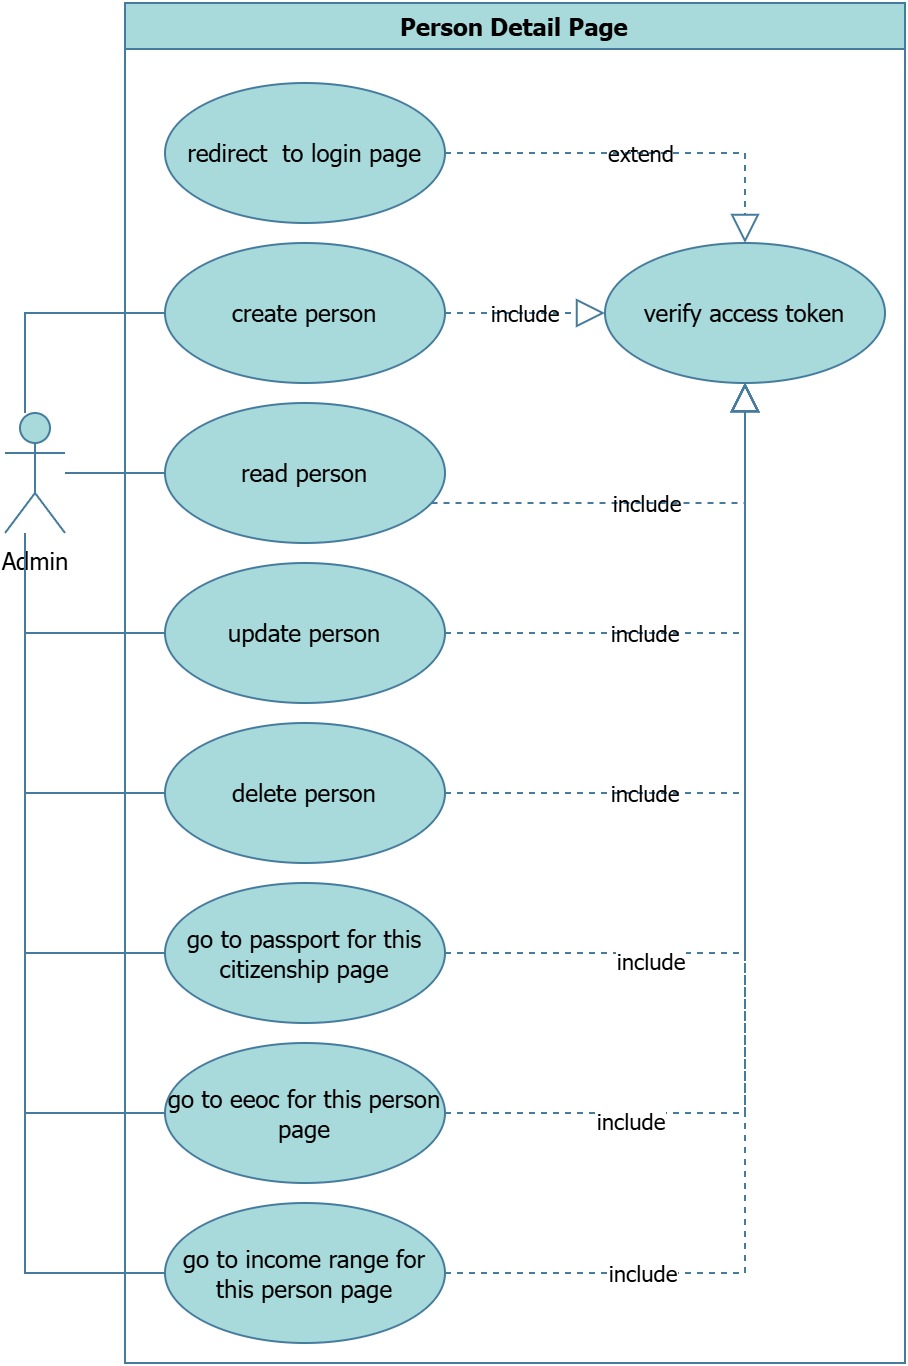 Person Detail Page
redirect  to login page
extend
create person
include
verify access token
read person
include
Admin
update person
include
delete person
include
go to passport for this
citizenship page
include
go to eeoc for this person
page
include
go to income range for
this person page
include